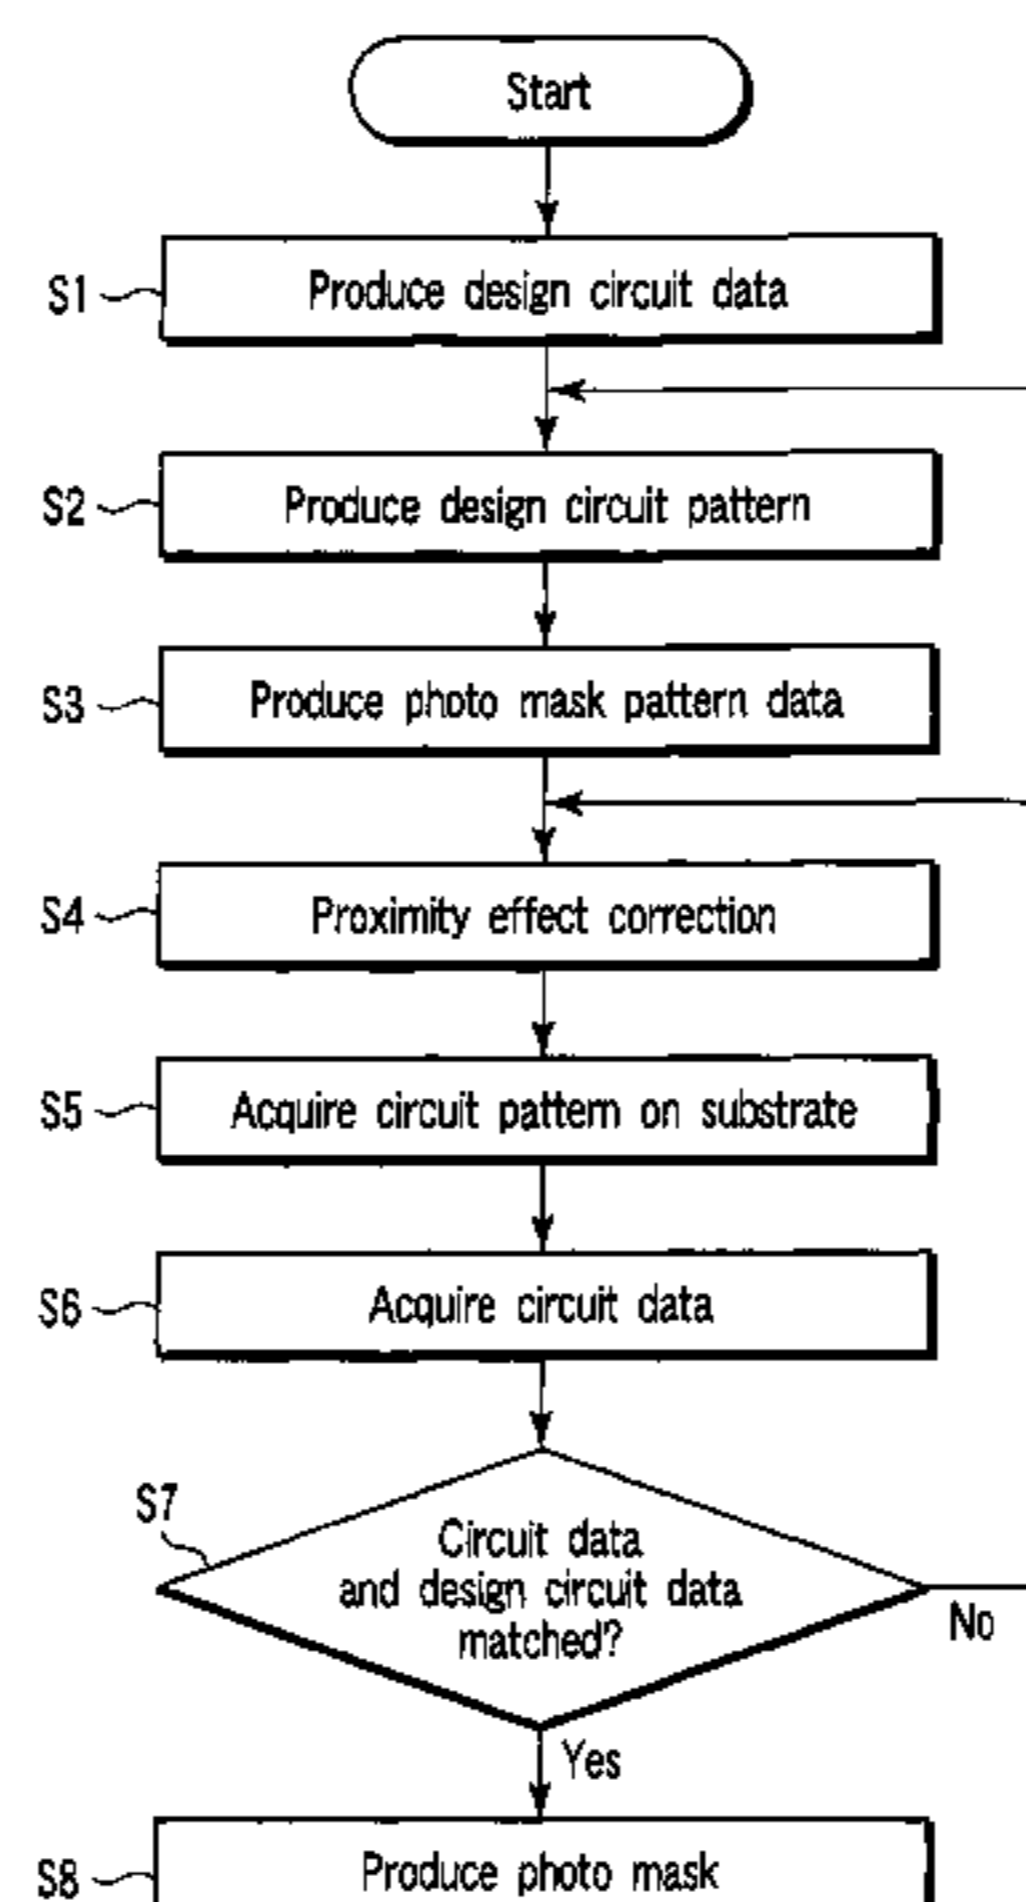 Start
S1
Produce design circuit data
S2
Produce design circuit pattern
S3
Produce photo mask pattern data
S4
Proximity effect correction
S5
Acquire circuit pattern on substrate
S6
Acquire circuit data
S7
Circuit data
and design circuit data
matched?
No
Yes
S8
Produce photo mask